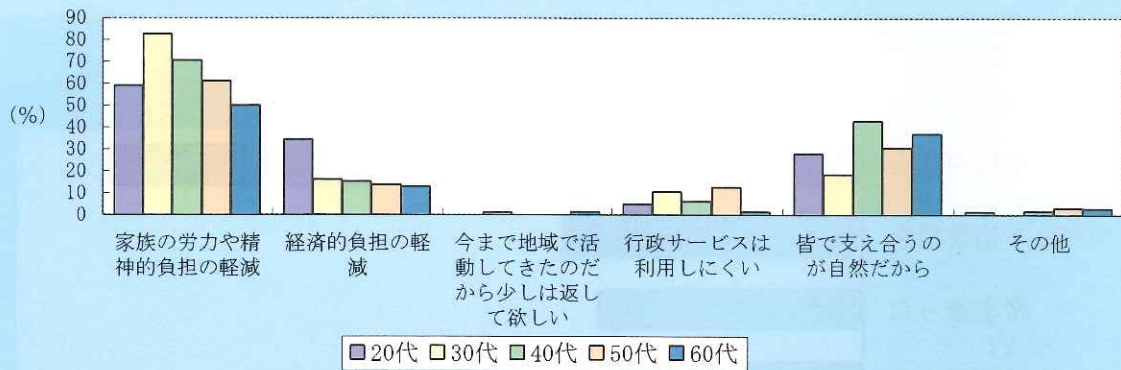 90
80
70
60
50
40
30
20
10
0
(%)
家族の労力や精
神的負担の軽減
経済的負担の軽
減
今まで地域で活
動してきたのだ
から少しは返し
て欲しい
行政サービスは
利用しにくい
皆で支え合うの
が自然だから
その他
20代 30代 40代 50代 60代